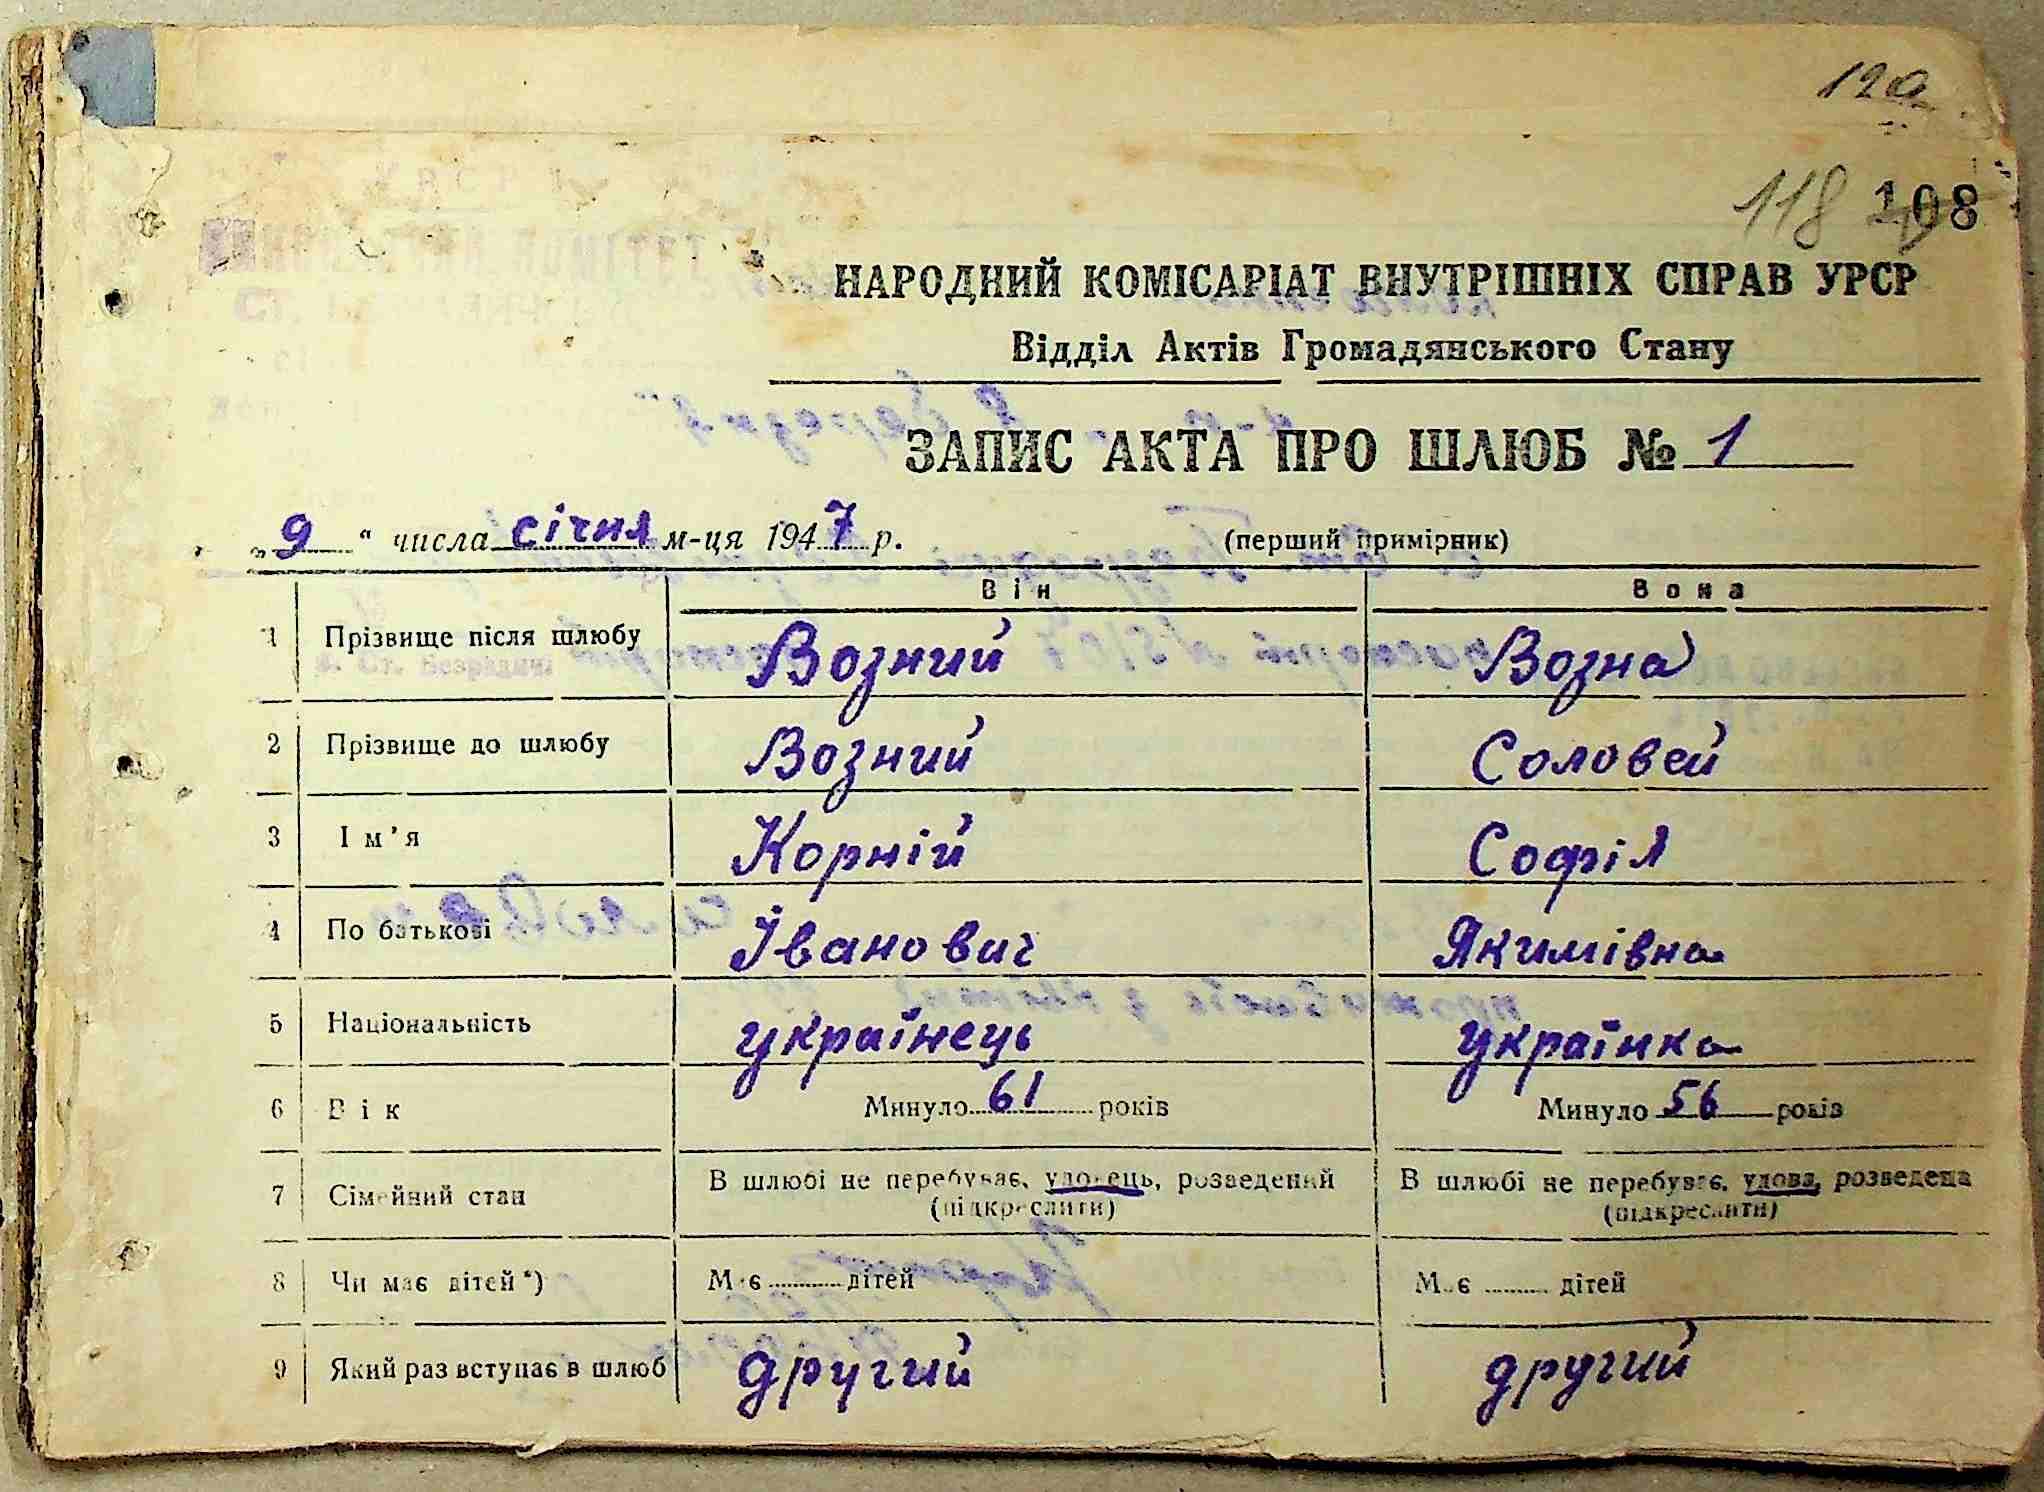 120
118 108
НАРОДНИЙ КОМІСАРІАТ ВНУТРІШНІХ СПРАВ УРСР
Відділ Актів Громадянського Стану
ЗАПИС АКТА ПРО ШЛЮБ № 1
„9“ числа січня м-ця 1947 р. (перший примірник)
Він Вона
1 Прізвище після шлюбу Возний Возна
2 Прізвище до шлюбу Возний Соловей
3 Ім'я Корній Софія
4 По батькові Іванович Якимівна
5 Національність українець українка
6 Вік Минуло 61 років Минуло 56 років
7 Сімейний стан В шлюбі не перебуває, удовець, розведений (підкреслити) В шлюбі не перебуває, удова, розведена (підкреслити)
8 Чи має дітей*) Має ........ дітей Має ........ дітей
9 Який раз вступає в шлюб другий другий